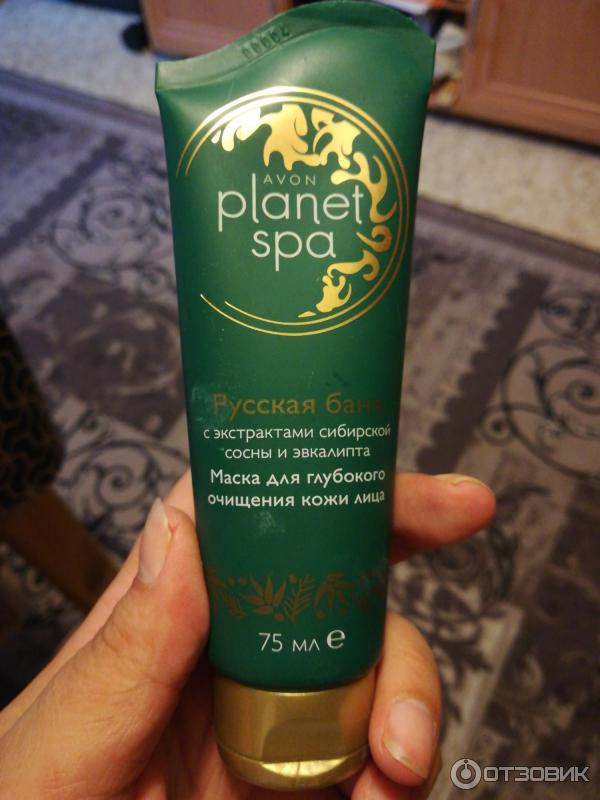 AVON
planet
spa
Русская баня
с экстрактами сибирской
сосны и эвкалипта
Маска для глубокого
очищения кожи лица
75 мл e
ОТЗОВИК